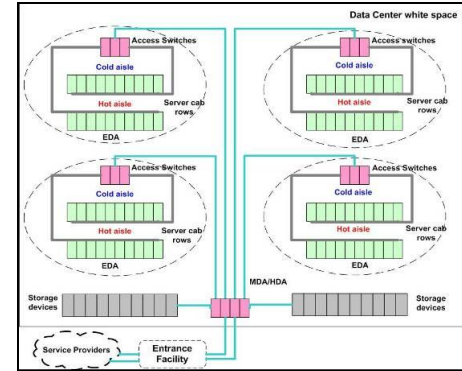 Data Center white space
Access Switches
Cold aisle
Hot aisle
Server cab
rows
EDA
Access switches
Cold aisle
Hot aisle
Server cab
rows
EDA
Access Switches
Cold aisle
Hot aisle
Server cab
rows
EDA
Access Switches
Cold aisle
Hot aisle
Server cab
rows
EDA
MDA/HDA
Storage
devices
Storage
devices
Service Providers
Entrance
Facility